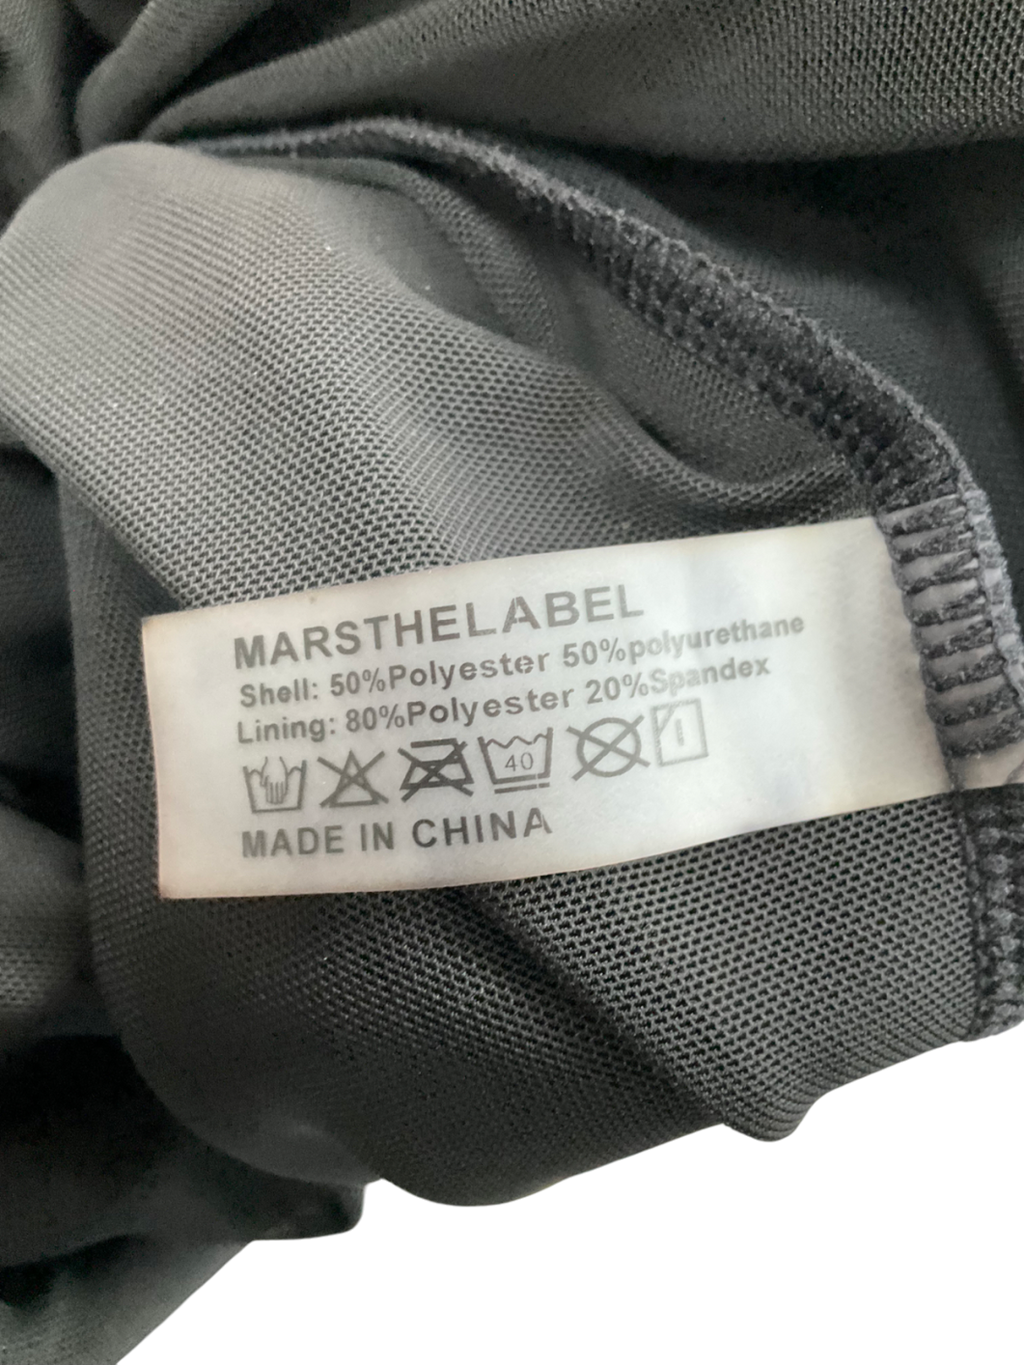 MARSTHELABEL
Shell: 50%Polyester 50%polyurethane
Lining: 80%Polyester 20%Spandex
40
MADE IN CHINA